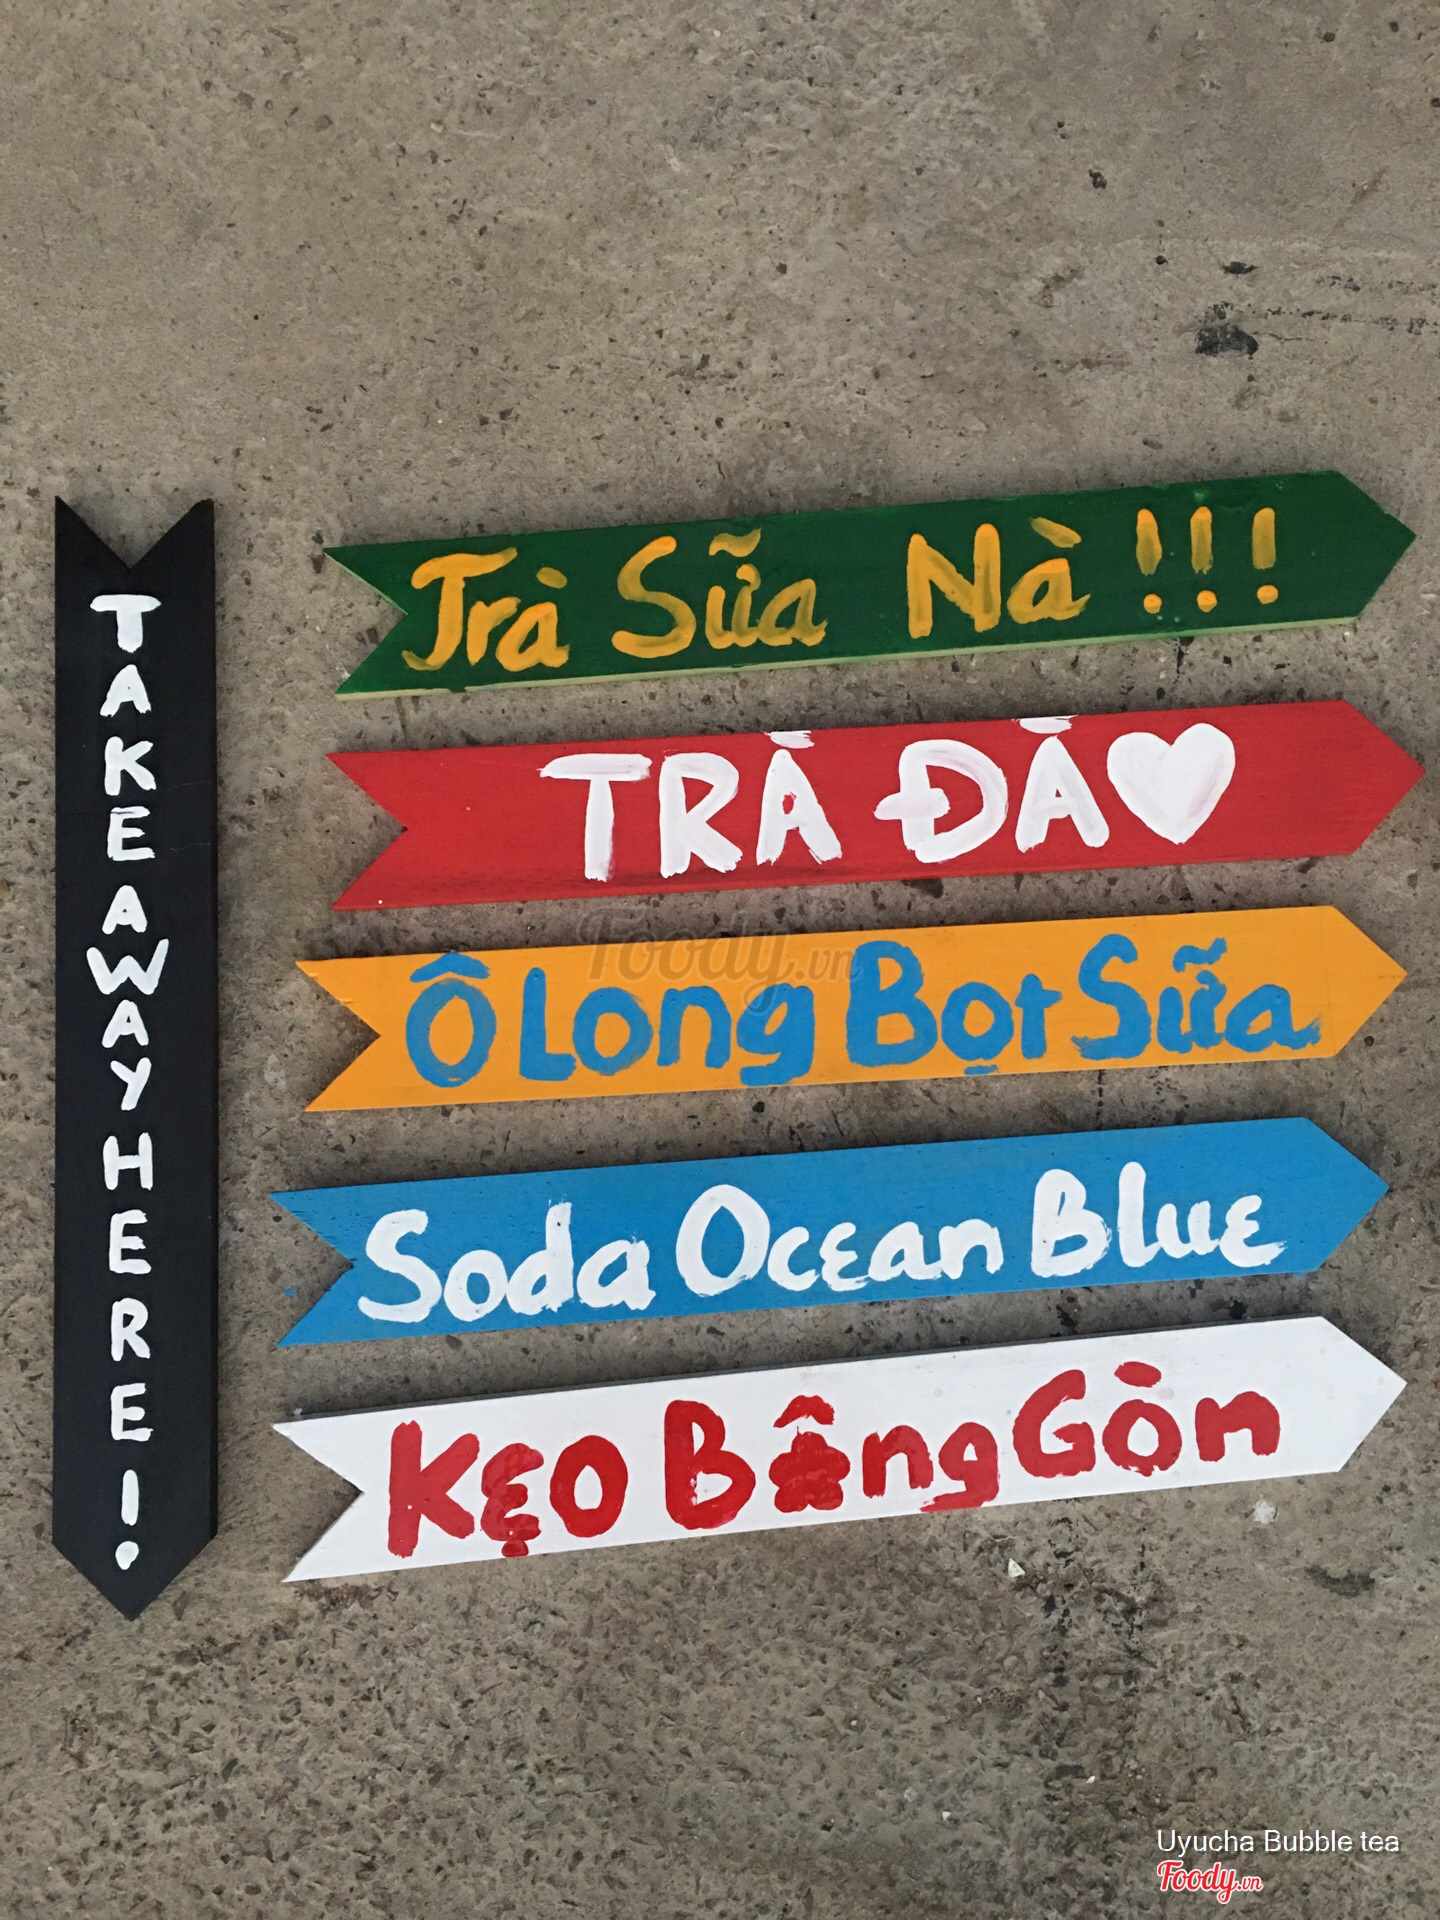 TAKE AWAY HERE!
Trà Sữa Nà !!!
TRÀ ĐÀ
Ô Long Bọt Sữa
Soda Ocean Blue
Kẹo Bông Gòn
Foody.vn
Uyucha Bubble tea
Foody.vn